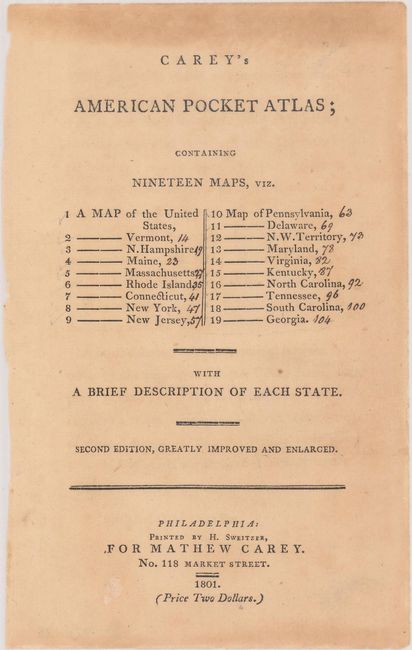 CAREY's
AMERICAN POCKET ATLAS;
CONTAINING
NINETEEN MAPS, VIZ.
1 A MAP of the United
States,
2 —— Vermont, 14
3 —— N.Hampshire 19
4 —— Maine, 23
5 —— Massachusetts 27
6 —— Rhode Island, 35
7 —— Connecticut, 41
8 —— New York, 47
9 —— New Jersey, 57
10 Map of Pennsylvania, 63
11 —— Delaware, 69
12 —— N.W.Territory, 73
13 —— Maryland, 78
14 —— Virginia, 82
15 —— Kentucky, 87
16 —— North Carolina, 92
17 —— Tennessee, 96
18 —— South Carolina, 100
19 —— Georgia. 104
WITH
A BRIEF DESCRIPTION OF EACH STATE.
SECOND EDITION, GREATLY IMPROVED AND ENLARGED.
PHILADELPHIA:
PRINTED BY H. SWEITZER,
FOR MATHEW CAREY.
No. 118 MARKET STREET.
1801.
(Price Two Dollars.)